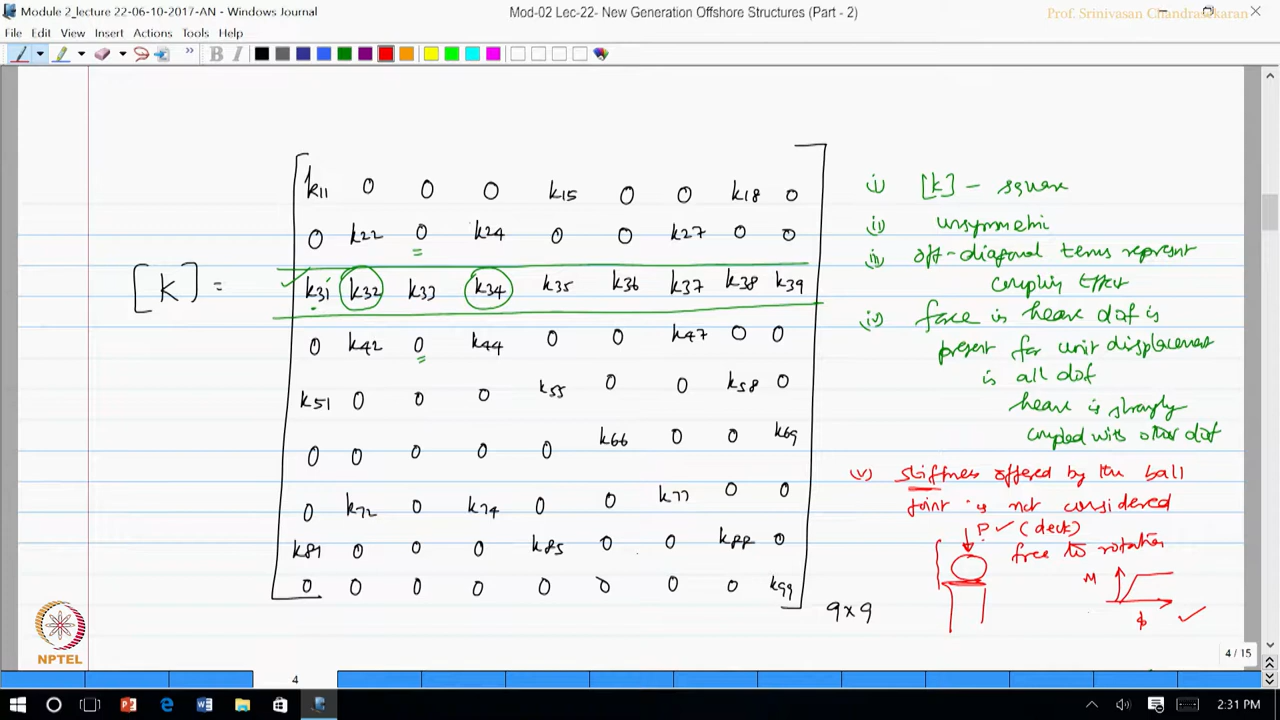 Module 2_lecture 22-06-10-2017-AN - Windows Journal
Mod-02 Lec-22- New Generation Offshore Structures (Part - 2)
Prof. Srinivasan Chandrasekaran
File Edit View Insert Actions Tools Help
B I
[K] =
k11 0 0 0 k15 0 0 k18 0
0 k22 0 k24 0 0 k27 0 0
k31 k32 k33 k34 k35 k36 k37 k38 k39
0 k42 0 k44 0 0 k47 0 0
k51 0 0 0 k55 0 0 k58 0
0 0 0 0 0 k66 0 0 k69
0 k72 0 k74 0 0 k77 0 0
k81 0 0 0 k85 0 0 k88 0
0 0 0 0 0 0 0 0 k99
9x9
i) [k] - square
ii) unsymmetric
iii) off-diagonal terms represent
coupling effect
iv) force in heave dof is
present for unit displacement
in all dof
heave is strongly
coupled with other dof
v) stiffness offered by the ball
joint is not considered
P ✓ (deck)
free to rotation
M
ϕ ✓
NPTEL
4 / 15
4
2:31 PM